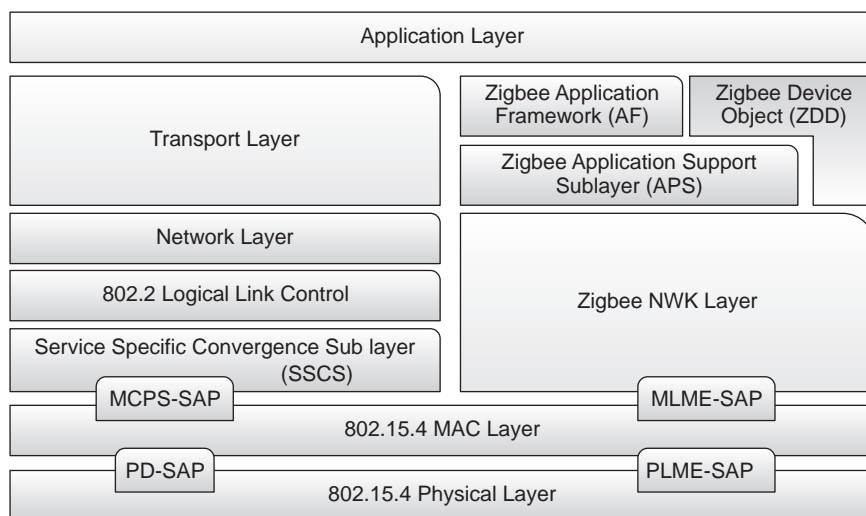 Application Layer
Transport Layer
Zigbee Application
Framework (AF)
Zigbee Device
Object (ZDD)
Zigbee Application Support
Sublayer (APS)
Network Layer
802.2 Logical Link Control
Zigbee NWK Layer
Service Specific Convergence Sub layer
(SSCS)
MCPS-SAP
MLME-SAP
802.15.4 MAC Layer
PD-SAP
PLME-SAP
802.15.4 Physical Layer